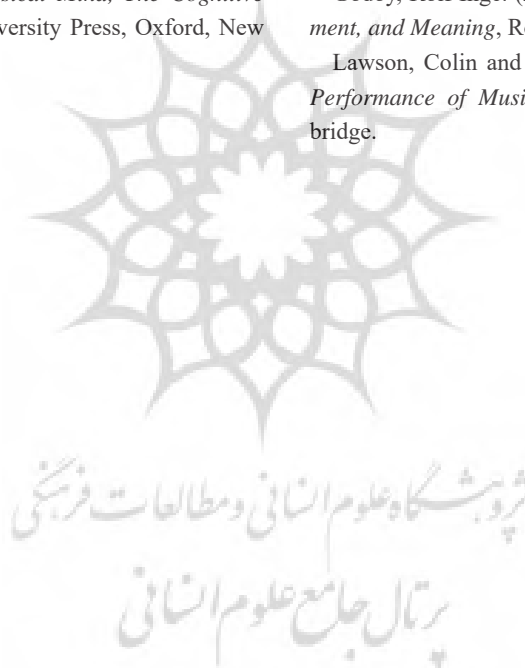 sical Mind, The Cognitive
versity Press, Oxford, New
ment, and Meaning, R
Lawson, Colin and
Performance of Musi
bridge.
پژوهشگاه علوم انسانی و مطالعات فرهنگی
پرتال جامع علوم انسانی